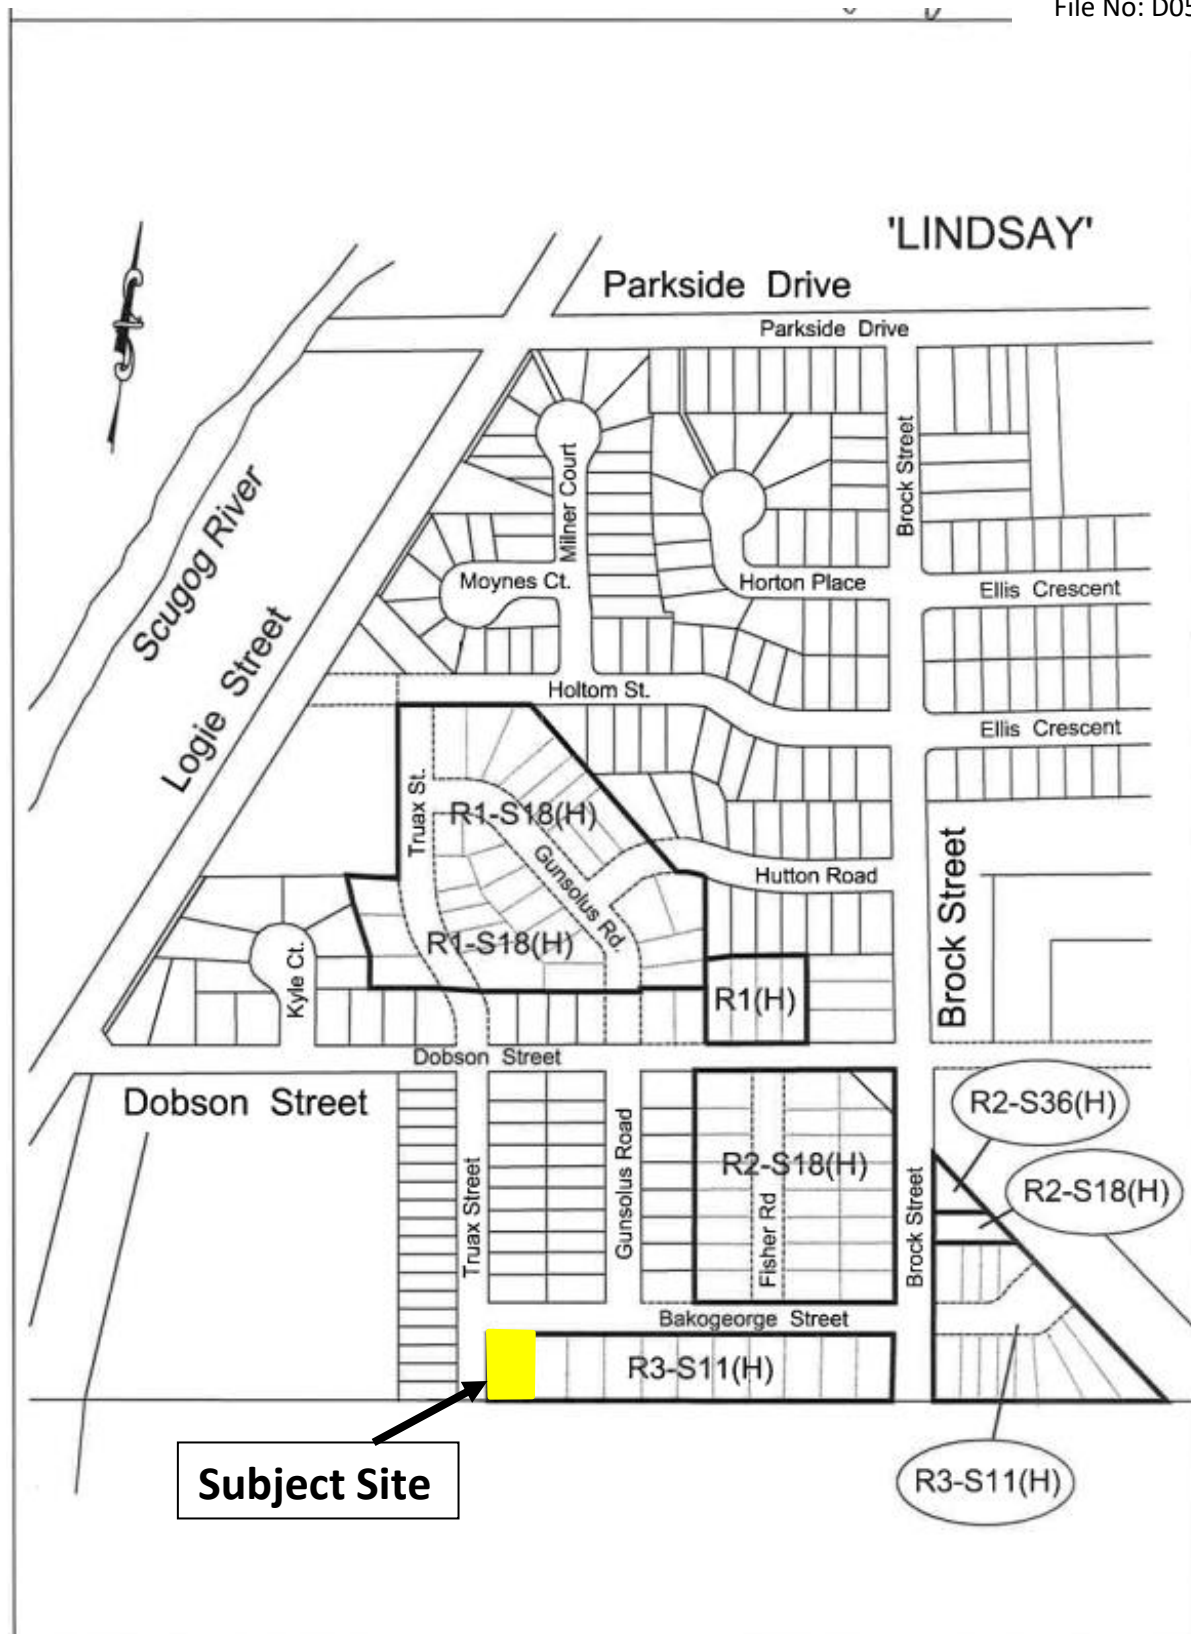 File No: D05
'LINDSAY'
Parkside Drive
Parkside Drive
Brock Street
Milner Court
Scugog River
Moynes Ct.
Horton Place
Ellis Crescent
Logie Street
Holtom St.
Ellis Crescent
Truax St.
R1-S18(H)
Gunsolus Rd.
Hutton Road
Brock Street
R1-S18(H)
Kyle Ct.
R1(H)
Dobson Street
Dobson Street
R2-S36(H)
Gunsolus Road
R2-S18(H)
R2-S18(H)
Truax Street
Fisher Rd
Brock Street
Bakogeorge Street
R3-S11(H)
Subject Site
R3-S11(H)